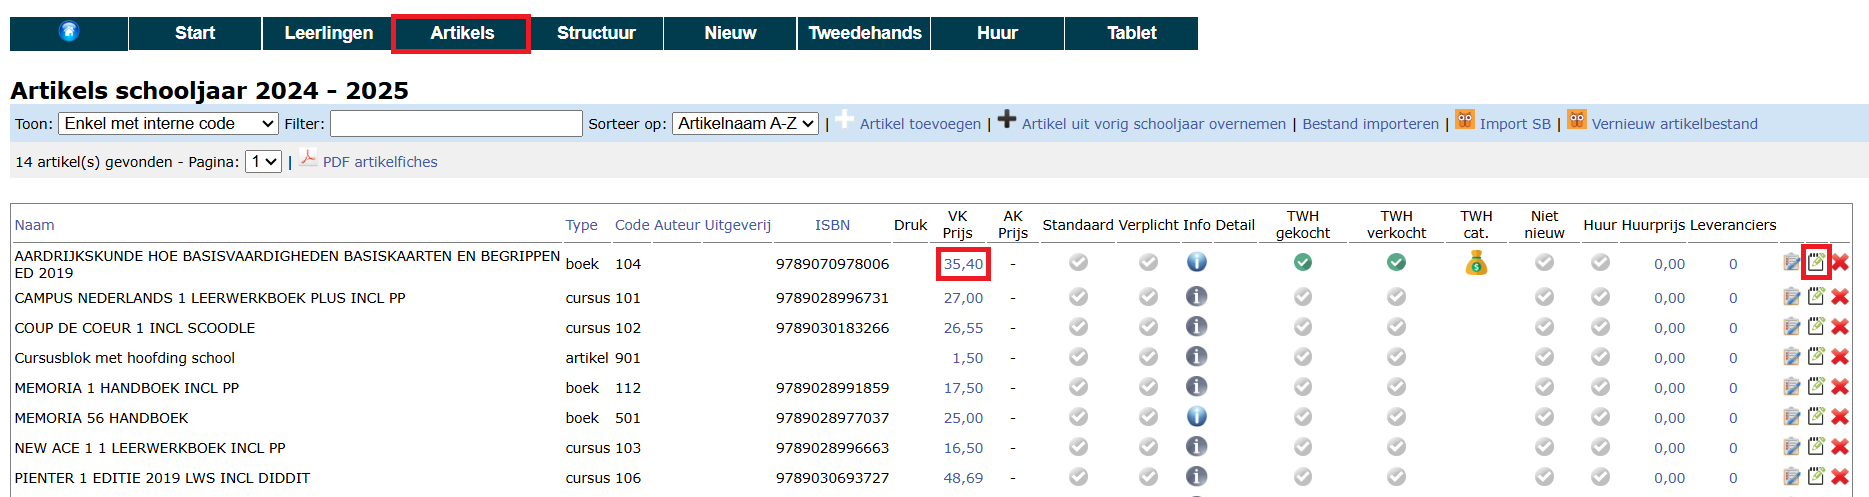 Start Leerlingen Artikels Structuur Nieuw Tweedehands Huur Tablet
Artikels schooljaar 2024 - 2025
Toon: Enkel met interne code Filter: Sorteer op: Artikelnaam A-Z | Artikel toevoegen | Artikel uit vorig schooljaar overnemen | Bestand importeren | Import SB | Vernieuw artikelbestand
14 artikel(s) gevonden - Pagina: 1 | PDF artikelfiches
Naam Type Code Auteur Uitgeverij ISBN Druk VK Prijs AK Prijs Standaard Verplicht Info Detail TWH gekocht TWH verkocht TWH cat. Niet nieuw Huur Huurprijs Leveranciers
AARDRIJKSKUNDE HOE BASISVAARDIGHEDEN BASISKAARTEN EN BEGRIPPEN
ED 2019 boek 104 9789070978006 35,40 - 0,00 0
CAMPUS NEDERLANDS 1 LEERWERKBOEK PLUS INCL PP cursus 101 9789028996731 27,00 - 0,00 0
COUP DE COEUR 1 INCL SCOODLE cursus 102 9789030183266 26,55 - 0,00 0
Cursusblok met hoofding school artikel 901 1,50 - 0,00 0
MEMORIA 1 HANDBOEK INCL PP boek 112 9789028991859 17,50 - 0,00 0
MEMORIA 56 HANDBOEK boek 501 9789028977037 25,00 - 0,00 0
NEW ACE 1 1 LEERWERKBOEK INCL PP cursus 103 9789028996663 16,50 - 0,00 0
PIENTER 1 EDITIE 2019 LWS INCL DIDDIT cursus 106 9789030693727 48,69 - 0,00 0